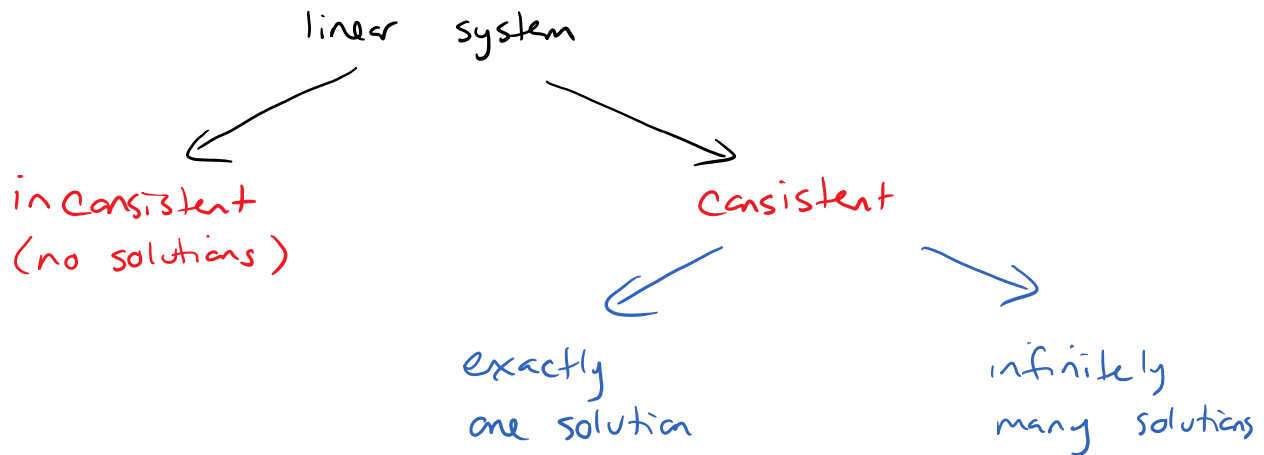 linear system
inconsistent
(no solutions)
consistent
exactly
one solution
infinitely
many solutions